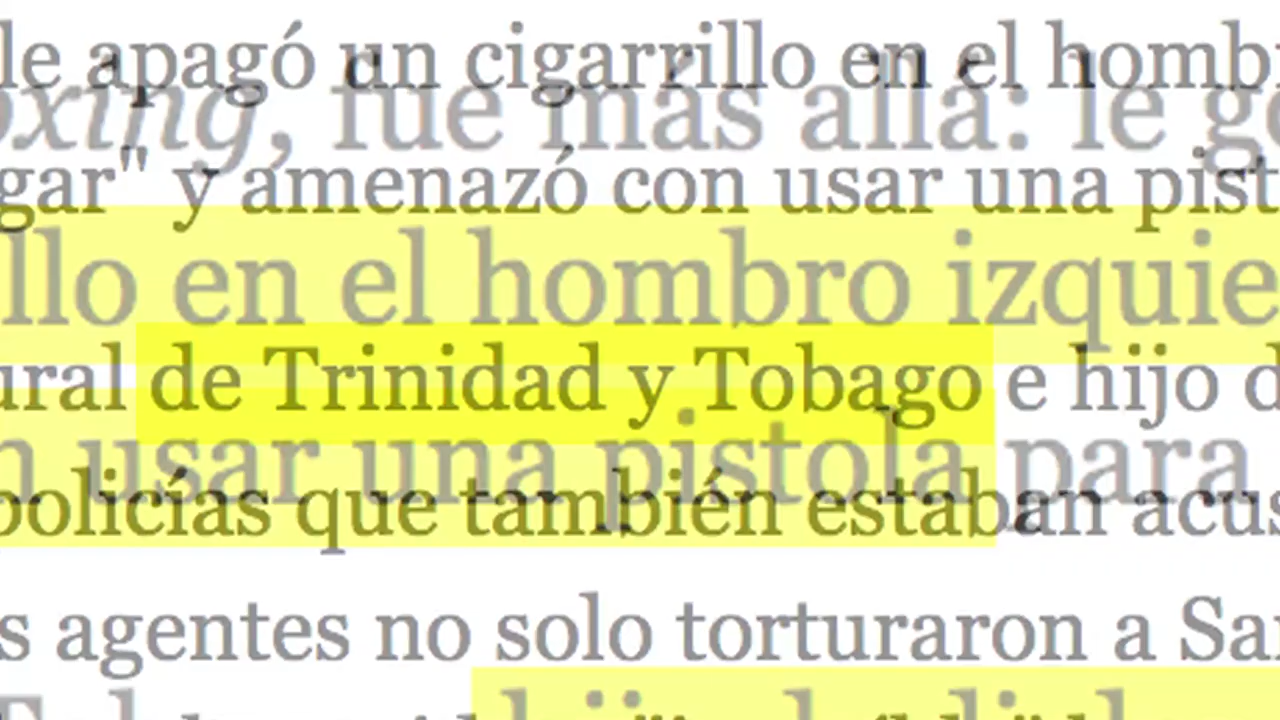 le apagó un cigarrillo en el homb
oxing, fue más allá: le g
gar" y amenazó con usar una pist
llo en el hombro izquie
ural de Trinidad y Tobago e hijo d
n usar una pistola para
policías que también estaban acus
s agentes no solo torturaron a Sa